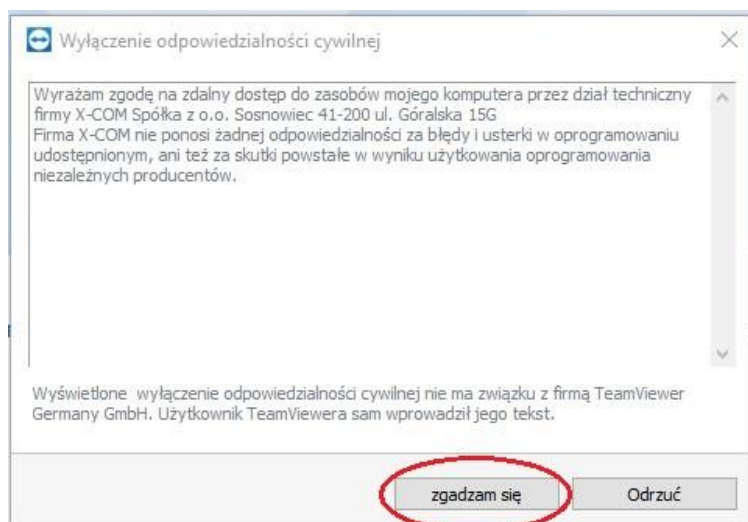 Wyłączenie odpowiedzialności cywilnej
Wyrażam zgodę na zdalny dostęp do zasobów mojego komputera przez dział techniczny
firmy X-COM Spółka z o.o. Sosnowiec 41-200 ul. Góralska 15G
Firma X-COM nie ponosi żadnej odpowiedzialności za błędy i usterki w oprogramowaniu
udostępnionym, ani też za skutki powstałe w wyniku użytkowania oprogramowania
niezależnych producentów.
Wyświetlone wyłączenie odpowiedzialności cywilnej nie ma związku z firmą TeamViewer
Germany GmbH. Użytkownik TeamViewera sam wprowadził jego tekst.
zgadzam się
Odrzuć